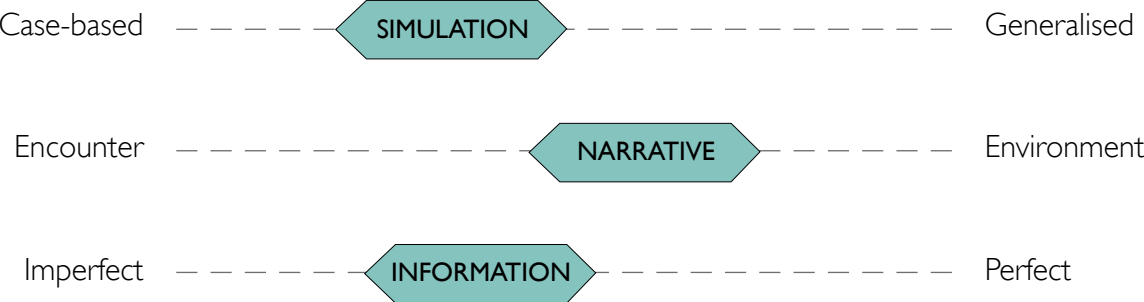 Case-based SIMULATION Generalised
Encounter NARRATIVE Environment
Imperfect INFORMATION Perfect